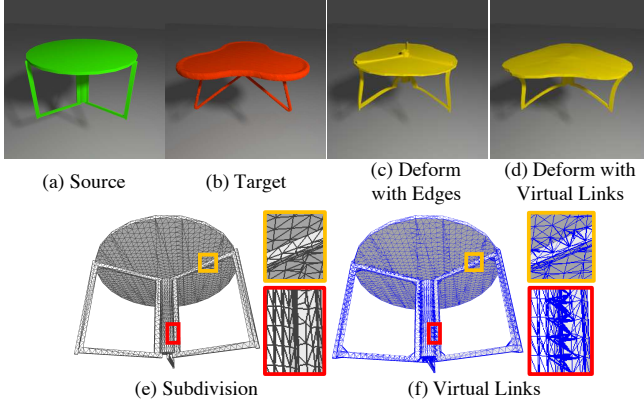 (a) Source
(b) Target
(c) Deform
with Edges
(d) Deform with
Virtual Links
(e) Subdivision
(f) Virtual Links